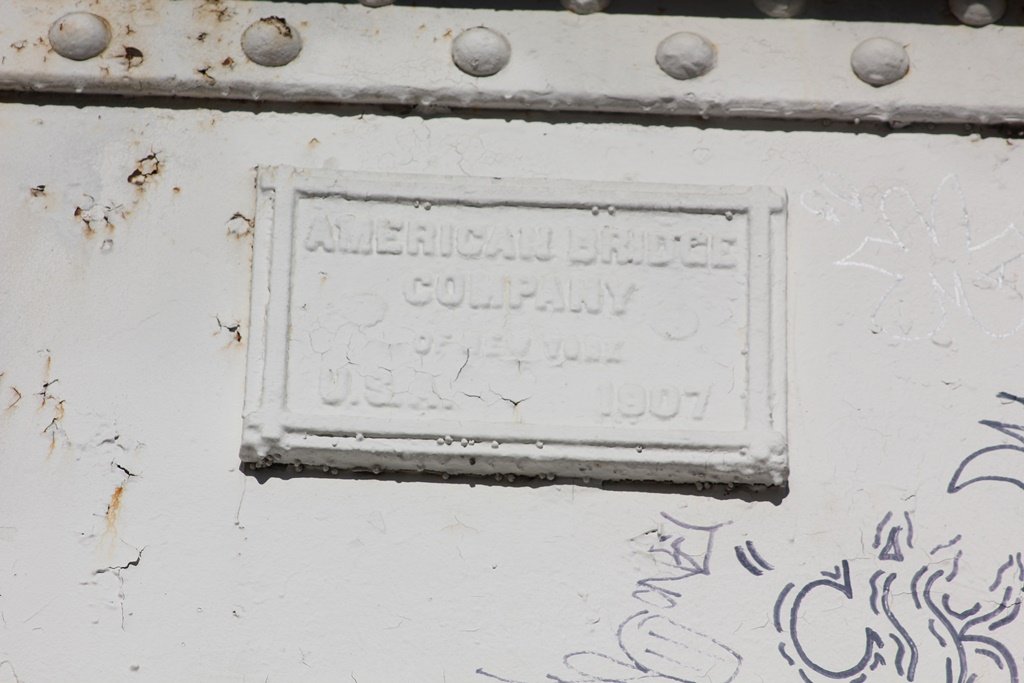 AMERICAN BRIDGE
COMPANY
OF NEW YORK
U.S.A. 1907